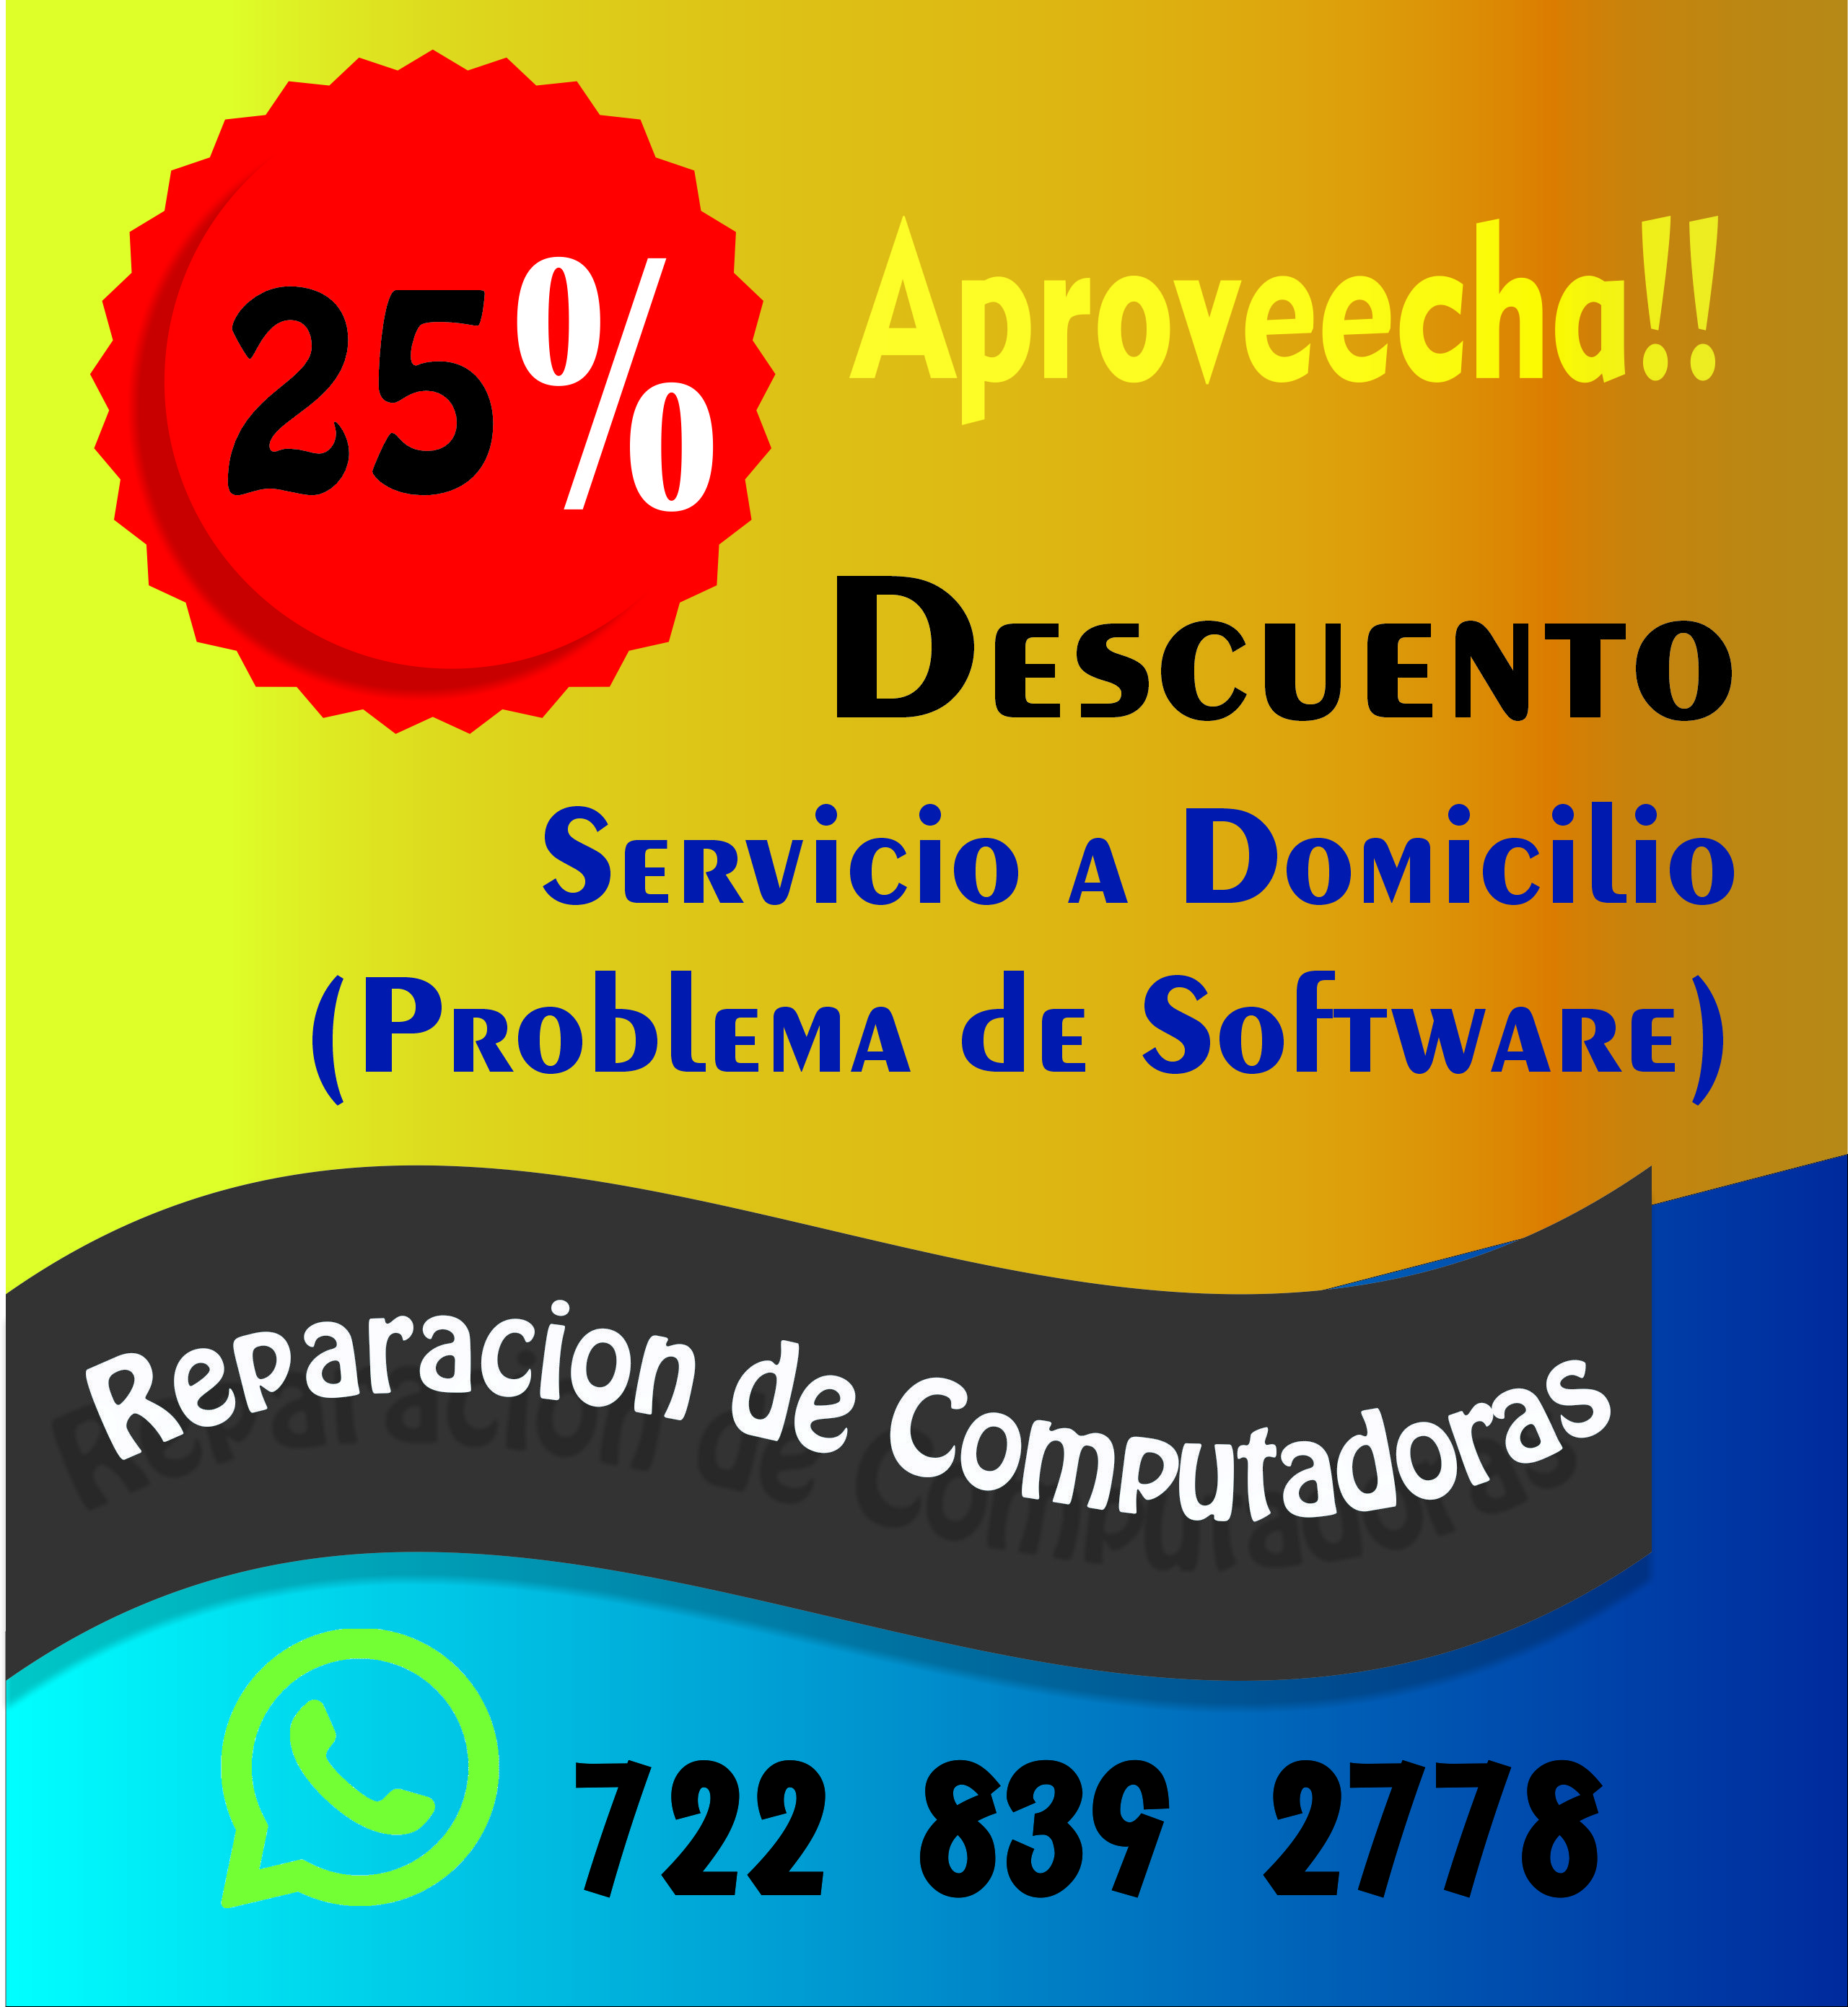 25%
Aproveecha!!
Descuento
Servicio a Domicilio
(Problema de Software)
Reparacion de Computadoras
722 839 2778